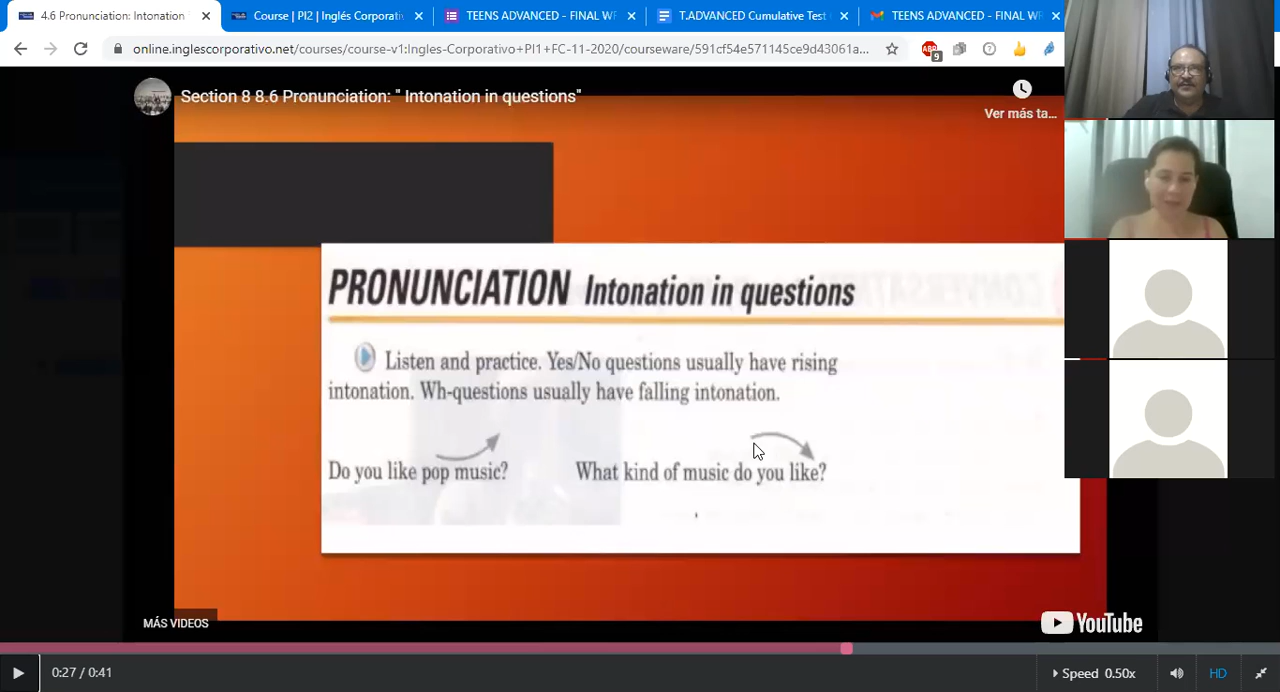 4.6 Pronunciation: Intonation
Course | PI2 | Inglés Corporativ
TEENS ADVANCED - FINAL WR
T.ADVANCED Cumulative Test
TEENS ADVANCED - FINAL W
online.inglescorporativo.net/courses/course-v1:Ingles-Corporativo+PI1+FC-11-2020/courseware/591cf54e571145ce9d43061a...
ABP
9
Section 8 8.6 Pronunciation: " Intonation in questions"
Ver más ta...
PRONUNCIATION Intonation in questions
Listen and practice. Yes/No questions usually have rising
intonation. Wh-questions usually have falling intonation.
Do you like pop music? What kind of music do you like?
MÁS VIDEOS
YouTube
0:27 / 0:41
Speed 0.50x
HD